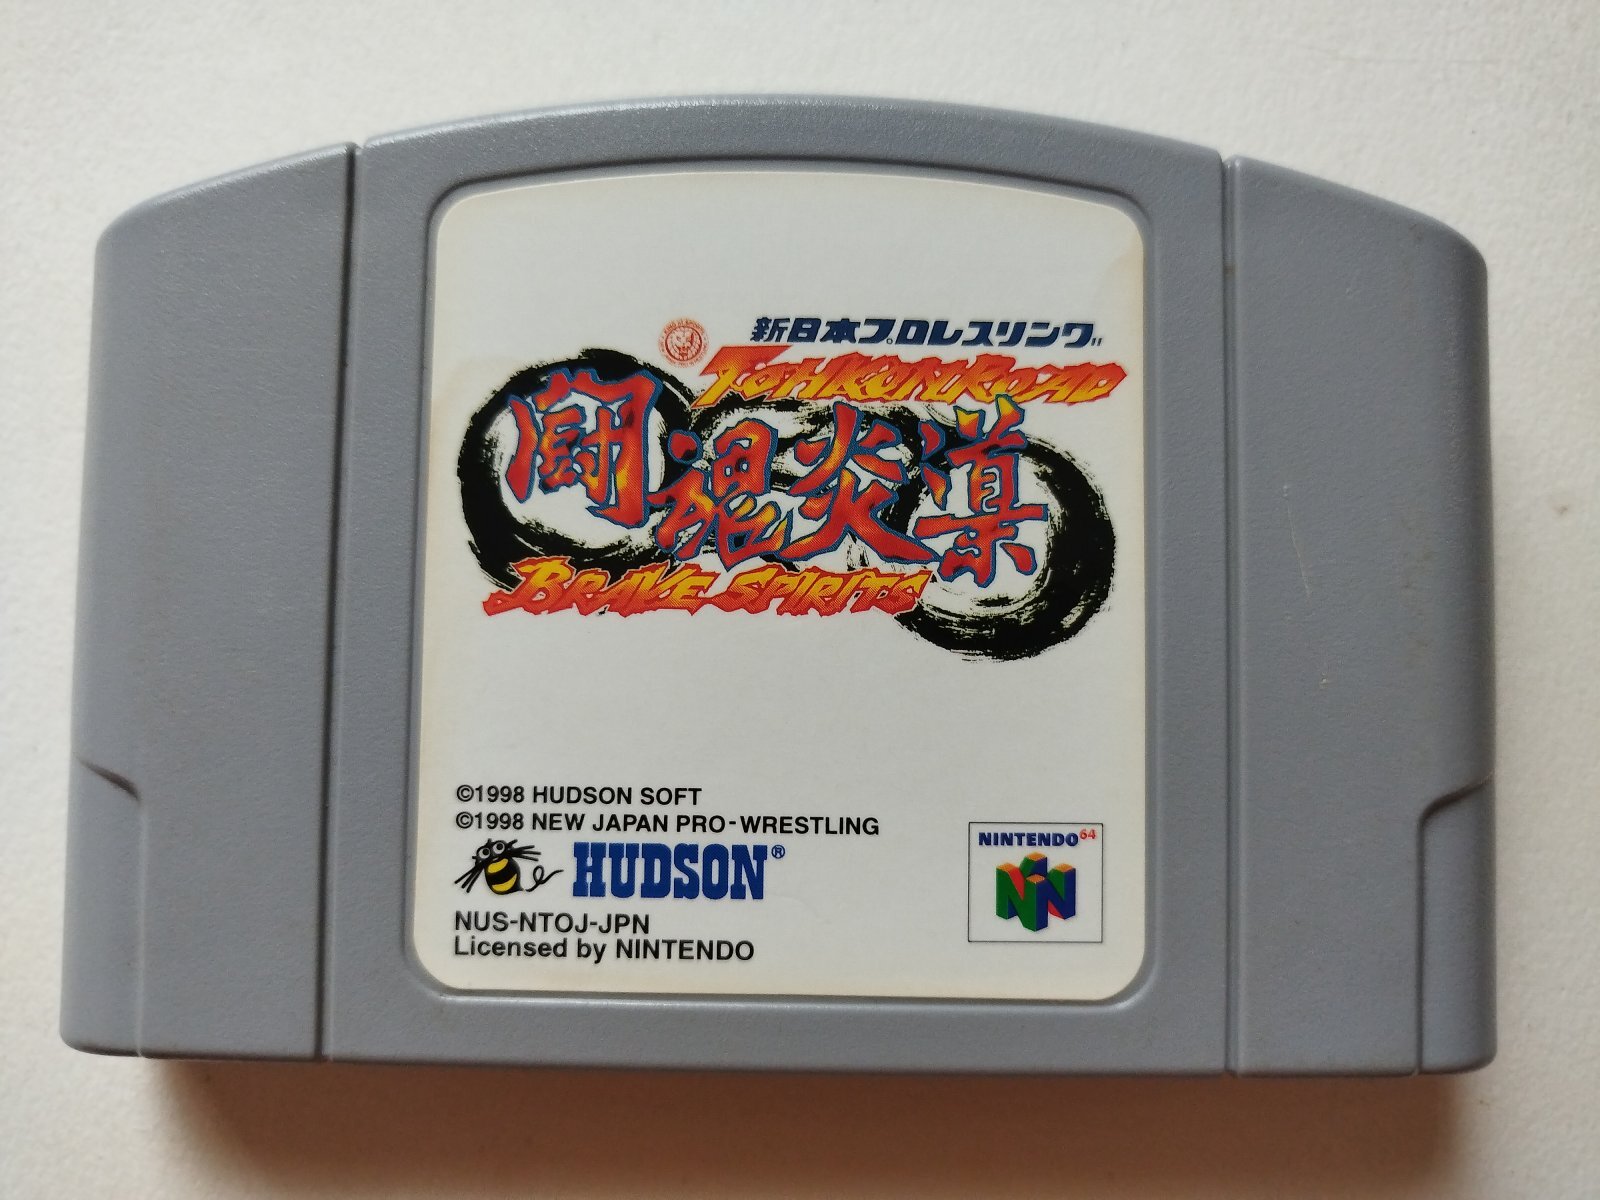 新日本プロレスリング
TOHKON ROAD
闘魂炎導
BRAVE SPIRITS
©1998 HUDSON SOFT
©1998 NEW JAPAN PRO-WRESTLING
HUDSON®
NUS-NTOJ-JPN
Licensed by NINTENDO
NINTENDO64